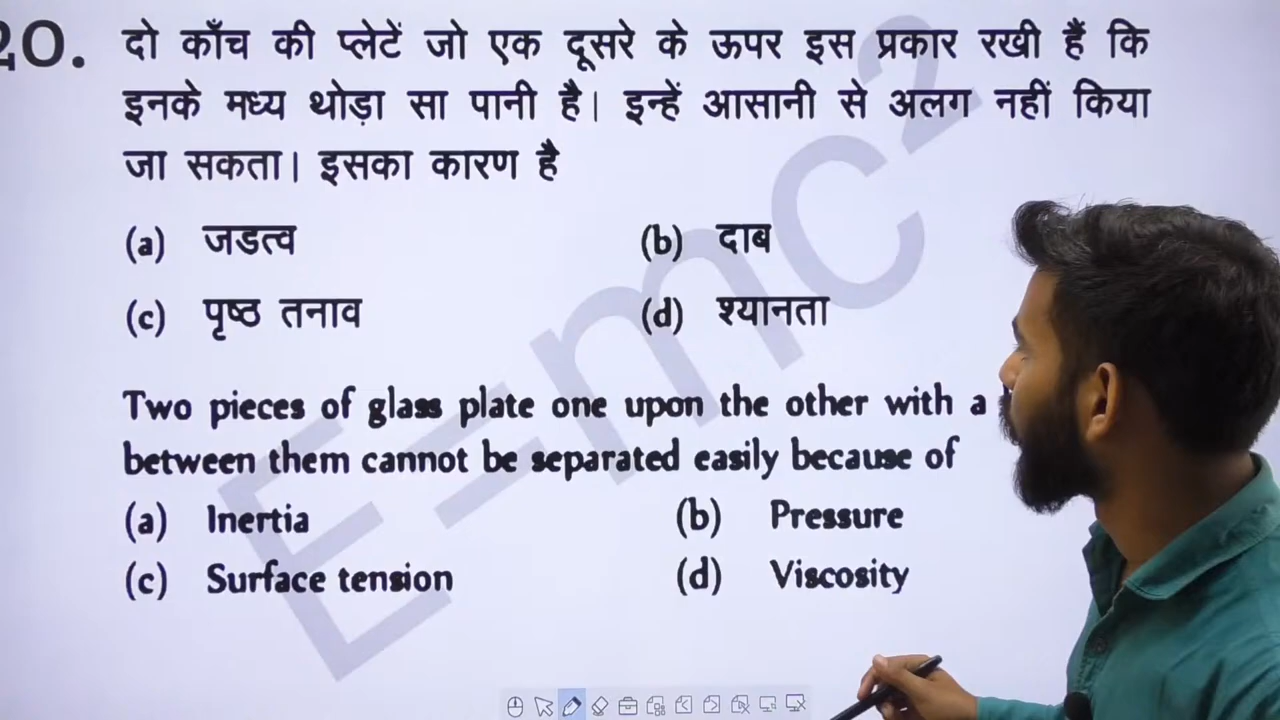 20. दो काँच की प्लेटें जो एक दूसरे के ऊपर इस प्रकार रखी हैं कि
इनके मध्य थोड़ा सा पानी है। इन्हें आसानी से अलग नहीं किया
जा सकता। इसका कारण है
(a) जडत्व (b) दाब
(c) पृष्ठ तनाव (d) श्यानता
Two pieces of glass plate one upon the other with a
between them cannot be separated easily because of
(a) Inertia (b) Pressure
(c) Surface tension (d) Viscosity
E=mc²